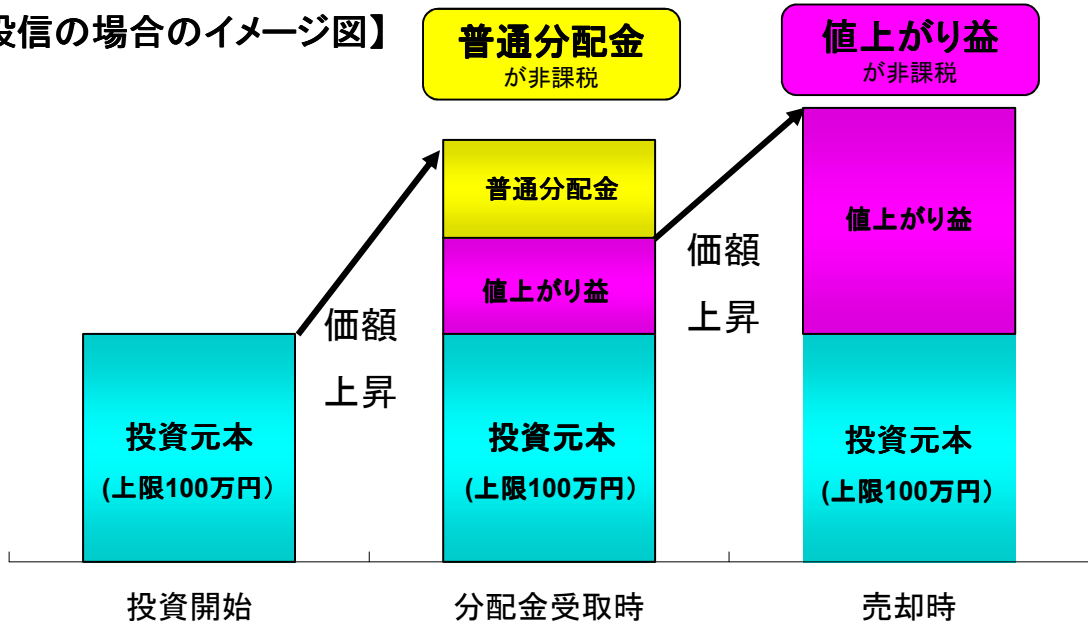 投信の場合のイメージ図】
普通分配金
が非課税
値上がり益
が非課税
普通分配金
値上がり益
値上がり益
価額
上昇
価額
上昇
投資元本
(上限100万円)
投資元本
(上限100万円)
投資元本
(上限100万円)
投資開始
分配金受取時
売却時